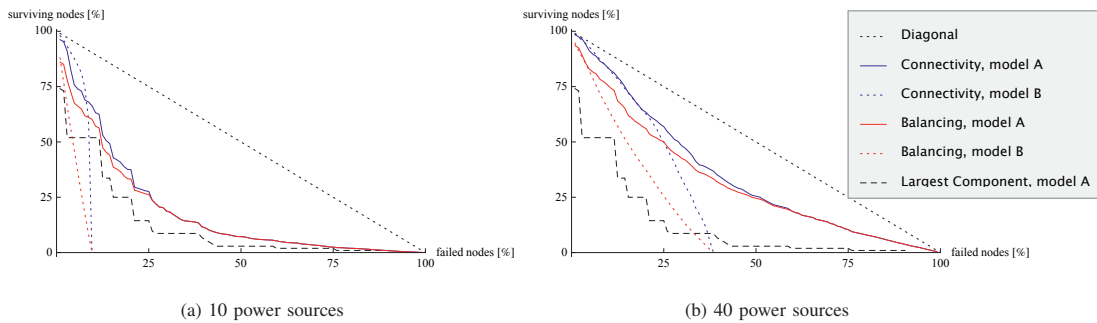 surviving nodes [%]
100
75
50
25
0
25
50
75
100
failed nodes [%]
(a) 10 power sources
surviving nodes [%]
100
75
50
25
0
25
50
75
100
failed nodes [%]
(b) 40 power sources
Diagonal
Connectivity, model A
Connectivity, model B
Balancing, model A
Balancing, model B
Largest Component, model A